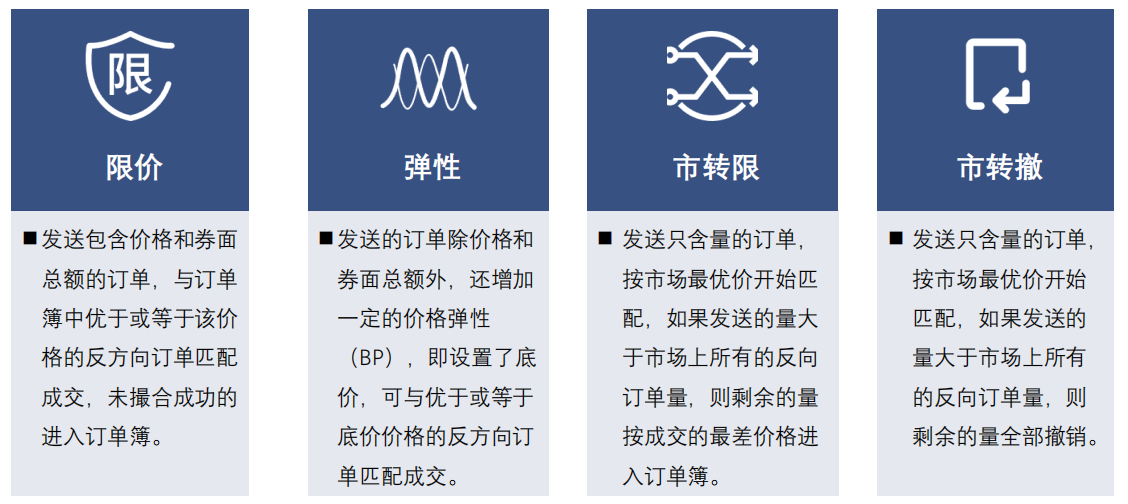 限
限价
■ 发送包含价格和券面
总额的订单，与订单
簿中优于或等于该价
格的反方向订单匹配
成交，未撮合成功的
进入订单簿。
弹性
■ 发送的订单除价格和
券面总额外，还增加
一定的价格弹性
（BP），即设置了底
价，可与优于或等于
底价价格的反方向订
单匹配成交。
市转限
■ 发送只含量的订单，
按市场最优价开始匹
配，如果发送的量大
于市场上所有的反向
订单量，则剩余的量
按成交的最差价格进
入订单簿。
市转撤
■ 发送只含量的订单，
按市场最优价开始
匹配，如果发送的
量大于市场上所有
的反向订单量，则
剩余的量全部撤销。